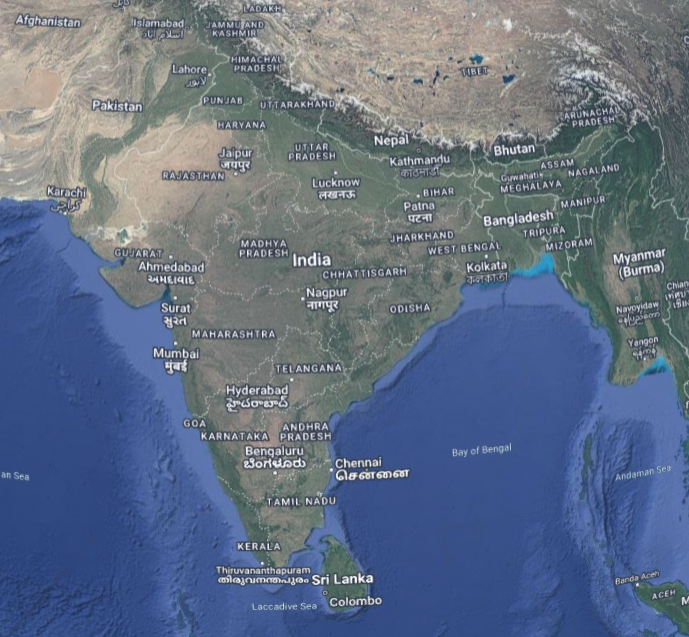 LADAKH
Afghanistan
Islamabad
اسلام آباد
JAMMU AND
KASHMIR
Lahore
لاہور
HIMACHAL
PRADESH
TIBET
Pakistan
PUNJAB
UTTARAKHAND
HARYANA
ARUNACHAL
PRADESH
Jaipur
जयपुर
RAJASTHAN
UTTAR
PRADESH
Nepal
Kathmandu
काठमाडौं
Bhutan
ASSAM
Guwahati
NAGALAND
MEGHALAYA
Lucknow
लखनऊ
BIHAR
Patna
पटना
MANIPUR
Karachi
کراچی
Bangladesh
TRIPURA
MIZORAM
JHARKHAND
WEST BENGAL
GUJARAT
Ahmedabad
અમદાવાદ
MADHYA
PRADESH
India
CHHATTISGARH
Kolkata
কলকাতা
Myanmar
(Burma)
Nagpur
नागपूर
Surat
સુરત
ODISHA
Naypyidaw
MAHARASHTRA
Mumbai
मुंबई
Yangon
ရန်ကုန်
TELANGANA
Hyderabad
హైదరాబాద్
GOA
KARNATAKA
ANDHRA
PRADESH
Bengaluru
ಬೆಂಗಳೂರು
Chennai
சென்னை
Bay of Bengal
an Sea
Andaman Sea
TAMIL NADU
KERALA
Thiruvananthapuram
തിരുവനന്തപുരം
Sri Lanka
Colombo
Laccadive Sea
Banda Aceh
ACEH